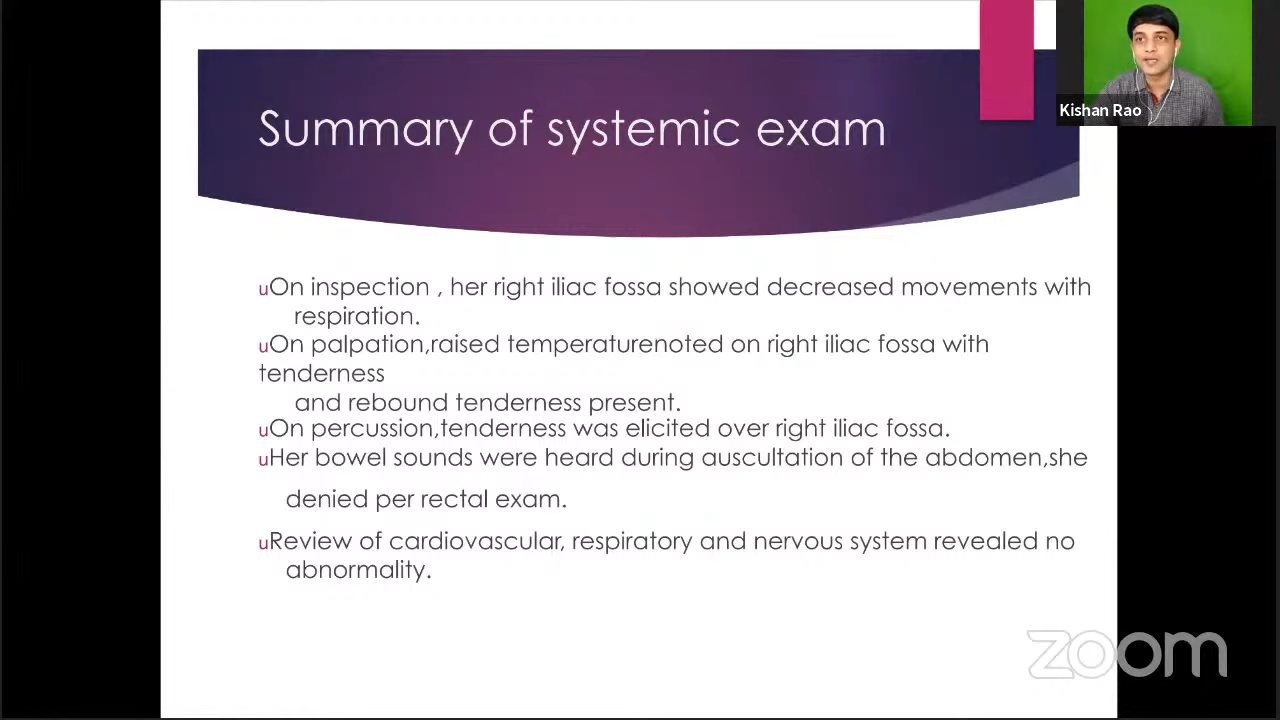 Summary of systemic exam
Kishan Rao
uOn inspection , her right iliac fossa showed decreased movements with
respiration.
uOn palpation,raised temperaturenoted on right iliac fossa with
tenderness
and rebound tenderness present.
uOn percussion,tenderness was elicited over right iliac fossa.
uHer bowel sounds were heard during auscultation of the abdomen,she
denied per rectal exam.
uReview of cardiovascular, respiratory and nervous system revealed no
abnormality.
zoom